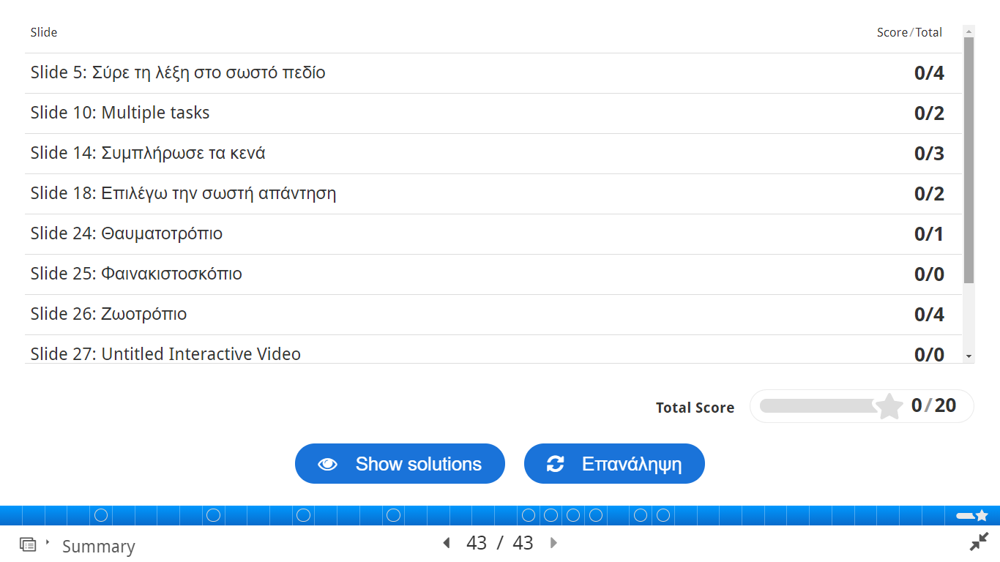 Slide Score/Total
Slide 5: Σύρε τη λέξη στο σωστό πεδίο 0/4
Slide 10: Multiple tasks 0/2
Slide 14: Συμπλήρωσε τα κενά 0/3
Slide 18: Επιλέγω την σωστή απάντηση 0/2
Slide 24: Θαυματοτρόπιο 0/1
Slide 25: Φαινακιστοσκόπιο 0/0
Slide 26: Ζωοτρόπιο 0/4
Slide 27: Untitled Interactive Video 0/0
Total Score 0/20
Show solutions Επανάληψη
Summary 43 / 43